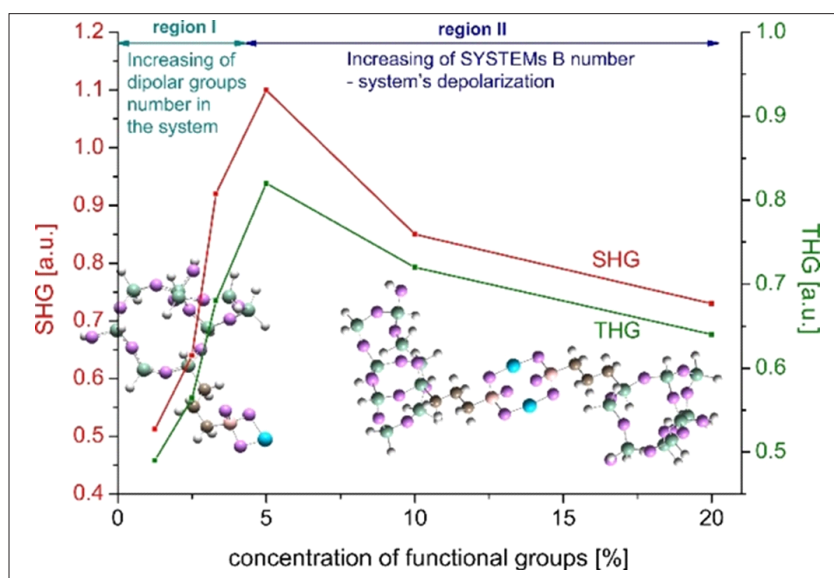 region I
region II
Increasing of
dipolar groups
number in
the system
Increasing of SYSTEMs B number
- system's depolarization
1.2
1.1
1.0
0.9
0.8
0.7
0.6
0.5
0.4
SHG [a.u.]
1.0
0.9
0.8
0.7
0.6
0.5
THG [a.u.]
SHG
THG
0
5
10
15
20
concentration of functional groups [%]